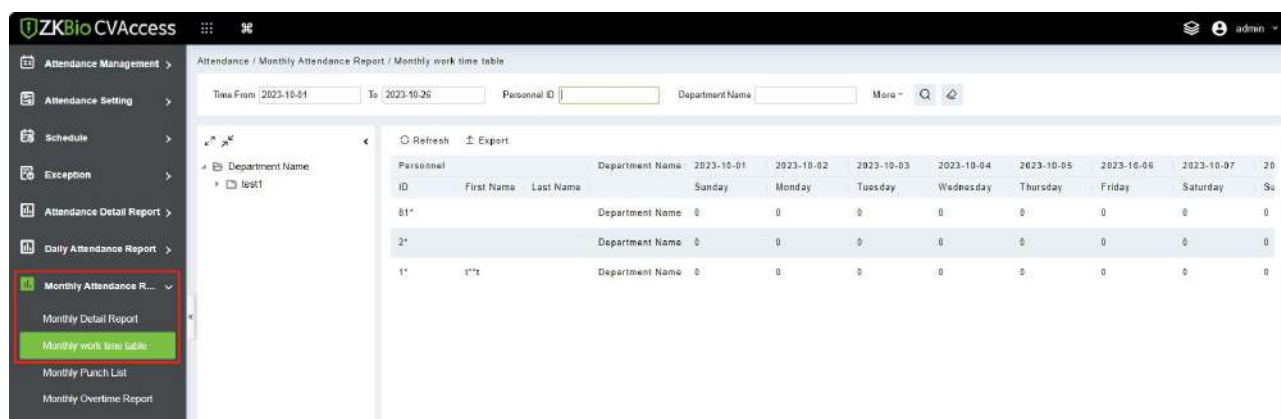 ZKBio CVAccess
admin
Attendance Management
Attendance Setting
Schedule
Exception
Attendance Detail Report
Daily Attendance Report
Monthly Attendance R...
Monthly Detail Report
Monthly work time table
Monthly Punch List
Monthly Overtime Report
Attendance / Monthly Attendance Report / Monthly work time table
Time From 2023-10-01 To 2023-10-26 Personnel ID Department Name More
Department Name
test1
Refresh Export
Personnel Department Name 2023-10-01 2023-10-02 2023-10-03 2023-10-04 2023-10-05 2023-10-06 2023-10-07 20
ID First Name Last Name Sunday Monday Tuesday Wednesday Thursday Friday Saturday Su
81* Department Name 0 0 0 0 0 0 0 0
2* Department Name 0 0 0 0 0 0 0 0
1* t**t Department Name 0 0 0 0 0 0 0 0